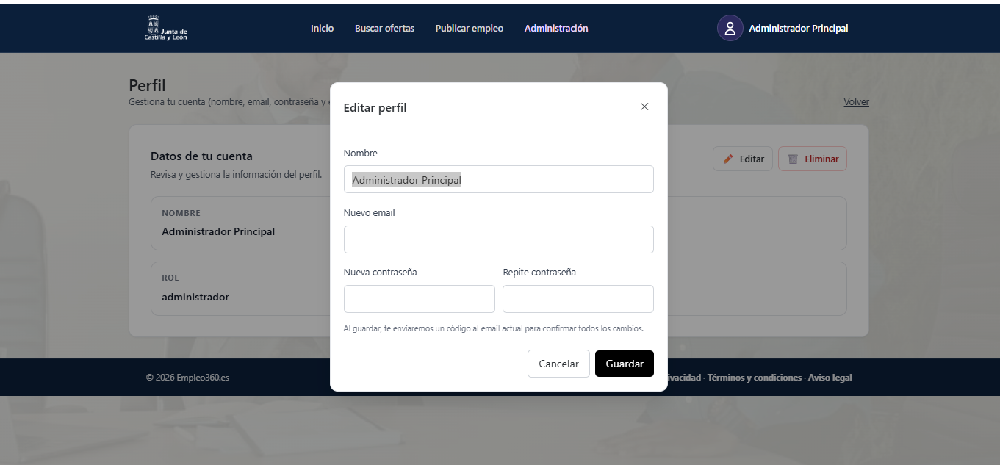 Junta de
Castilla y León
Inicio
Buscar ofertas
Publicar empleo
Administración
Administrador Principal
Perfil
Gestiona tu cuenta (nombre, email, contraseña y
Volver
Editar perfil
Nombre
Administrador Principal
Nuevo email
Nueva contraseña
Repite contraseña
Al guardar, te enviaremos un código al email actual para confirmar todos los cambios.
Cancelar
Guardar
Datos de tu cuenta
Revisa y gestiona la información del perfil.
Editar
Eliminar
NOMBRE
Administrador Principal
ROL
administrador
© 2026 Empleo360.es
ivacidad · Términos y condiciones · Aviso legal